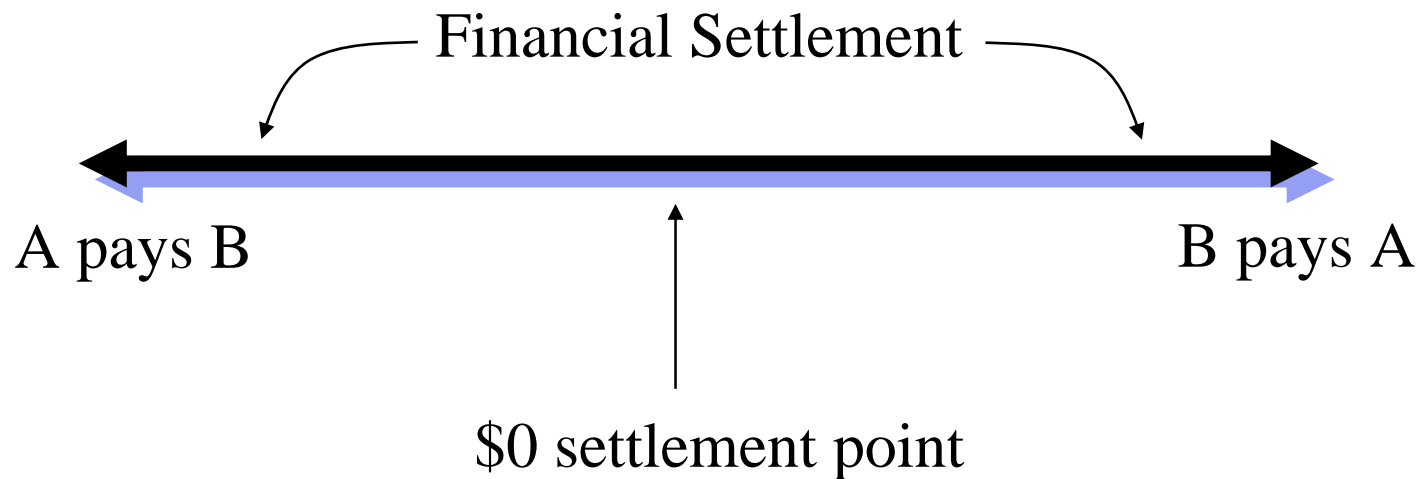 Financial Settlement
A pays B
B pays A
$0 settlement point